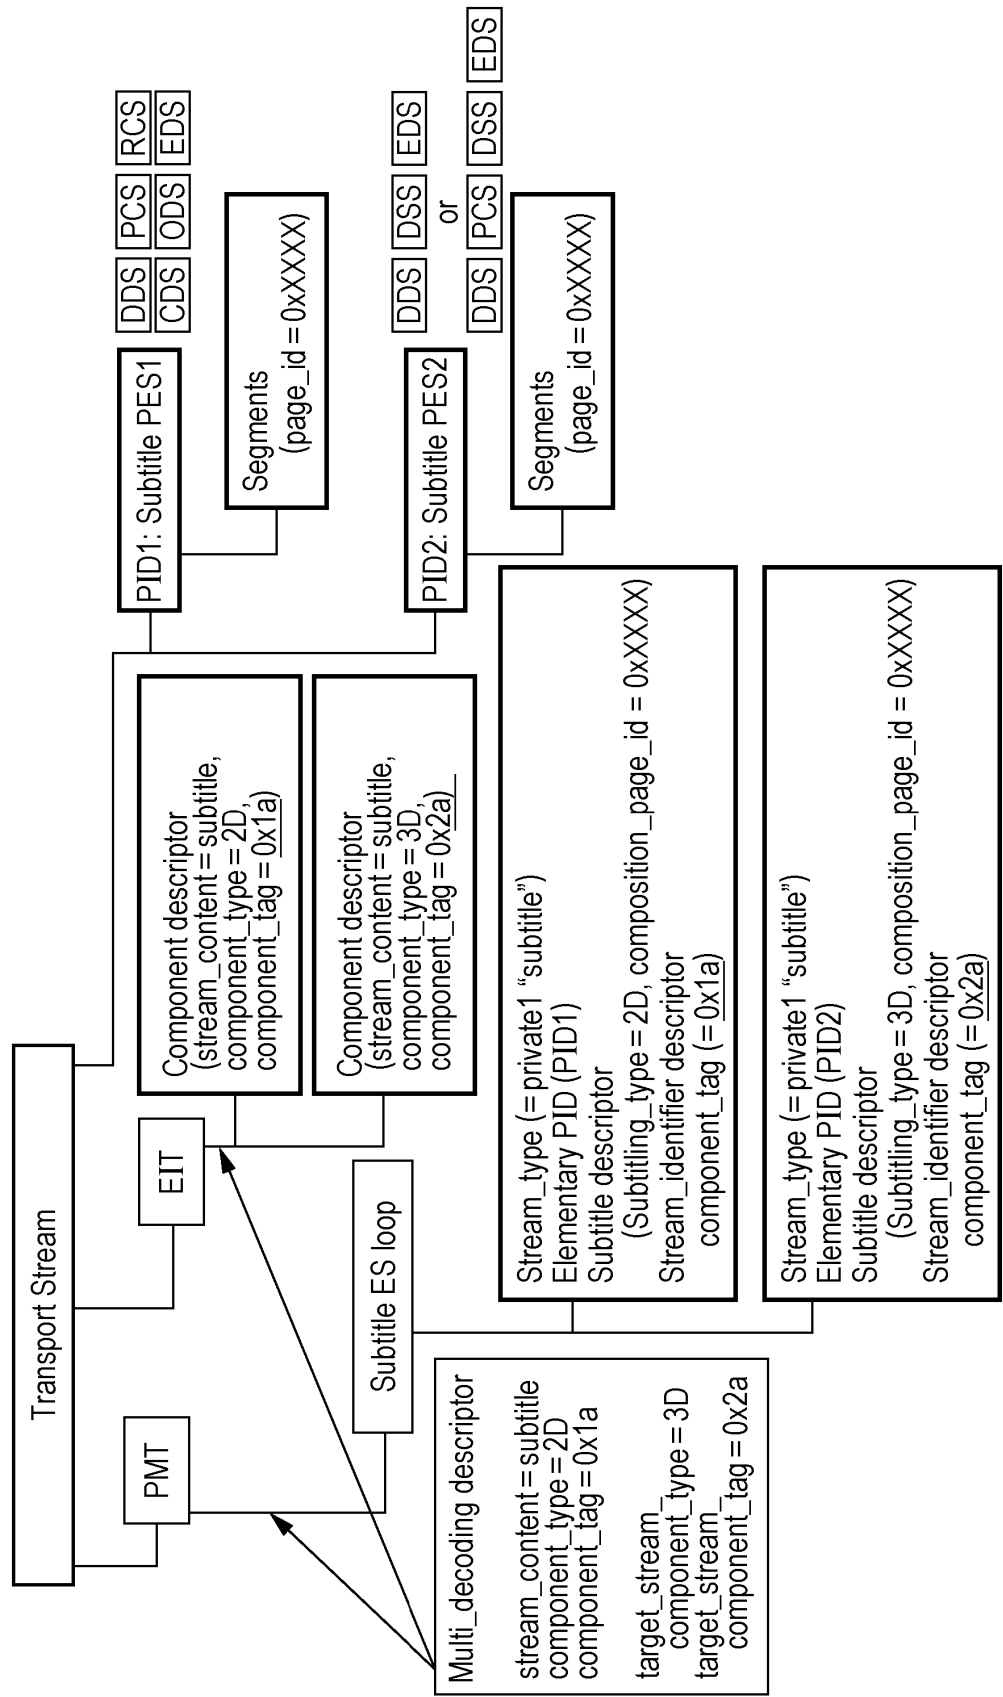 Transport Stream
PMT
EIT
Subtitle ES loop
Multi_decoding descriptor
stream_content = subtitle
component_type = 2D
component_tag = 0x1a
target_stream_
component_type = 3D
target_stream_
component_tag = 0x2a
Component descriptor
(stream_content = subtitle,
component_type = 2D,
component_tag = 0x1a)
Component descriptor
(stream_content = subtitle,
component_type = 3D,
component_tag = 0x2a)
Stream_type (= private1 “subtitle”)
Elementary PID (PID1)
Subtitle descriptor
(Subtitling_type = 2D, composition_page_id = 0xXXXX)
Stream_identifier descriptor
component_tag (= 0x1a)
Stream_type (= private1 “subtitle”)
Elementary PID (PID2)
Subtitle descriptor
(Subtitling_type = 3D, composition_page_id = 0xXXXX)
Stream_identifier descriptor
component_tag (= 0x2a)
PID1: Subtitle PES1
DDS PCS RCS
CDS ODS EDS
Segments
(page_id = 0xXXXX)
PID2: Subtitle PES2
DDS DSS EDS
or
DDS PCS DSS EDS
Segments
(page_id = 0xXXXX)